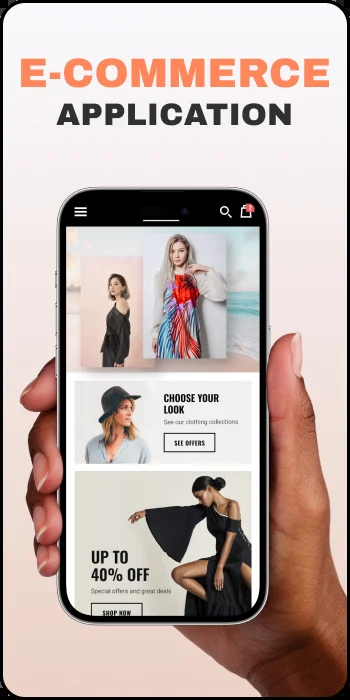 E-COMMERCE
APPLICATION
CHOOSE YOUR
LOOK
See our clothing collections
SEE OFFERS
UP TO
40% OFF
Special offers and great deals
SHOP NOW